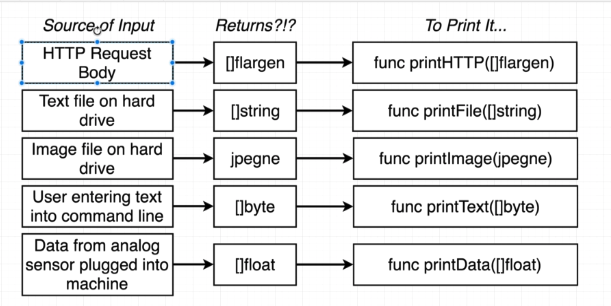 Source of Input Returns?!? To Print It...
HTTP Request
Body
[]flargen
func printHTTP([]flargen)
Text file on hard
drive
[]string
func printFile([]string)
Image file on hard
drive
jpegne
func printImage(jpegne)
User entering text
into command line
[]byte
func printText([]byte)
Data from analog
sensor plugged into
machine
[]float
func printData([]float)